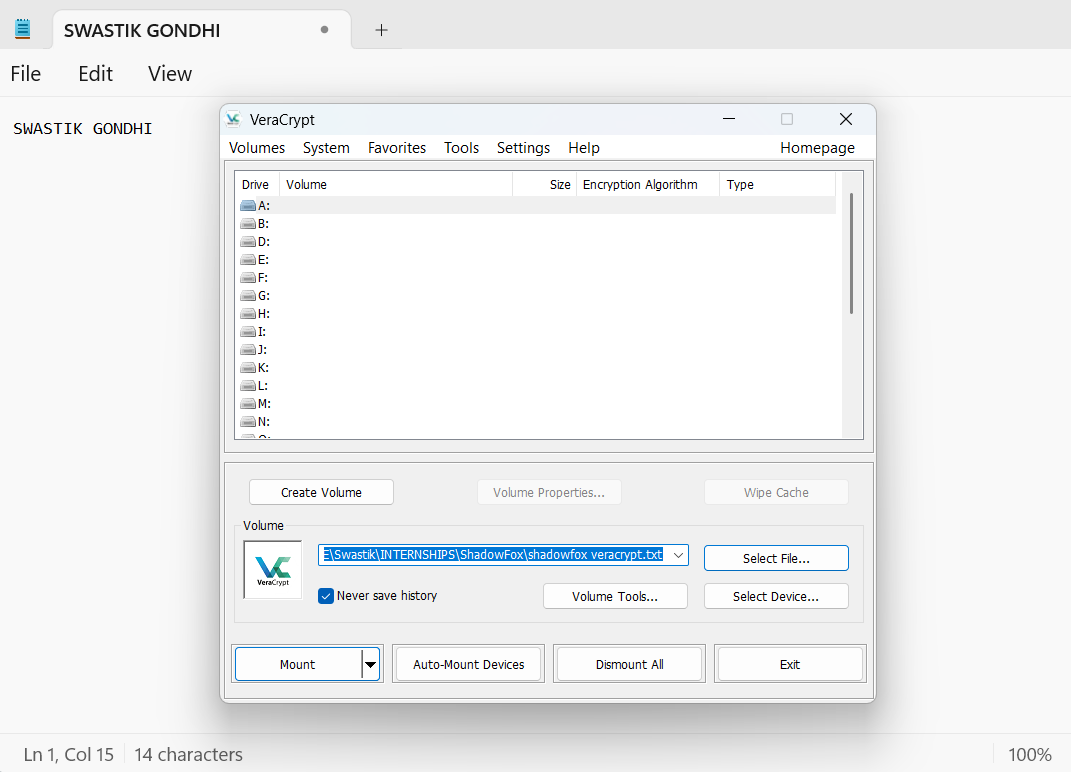 SWASTIK GONDHI
File Edit View
SWASTIK GONDHI
VeraCrypt
Volumes System Favorites Tools Settings Help Homepage
Drive Volume Size Encryption Algorithm Type
A:
B:
D:
E:
F:
G:
H:
I:
J:
K:
L:
M:
N:
Create Volume Volume Properties... Wipe Cache
Volume
VeraCrypt
E\Swastik\INTERNSHIPS\ShadowFox\shadowfox veracrypt.txt Select File...
Never save history Volume Tools... Select Device...
Mount Auto-Mount Devices Dismount All Exit
Ln 1, Col 15 14 characters 100%